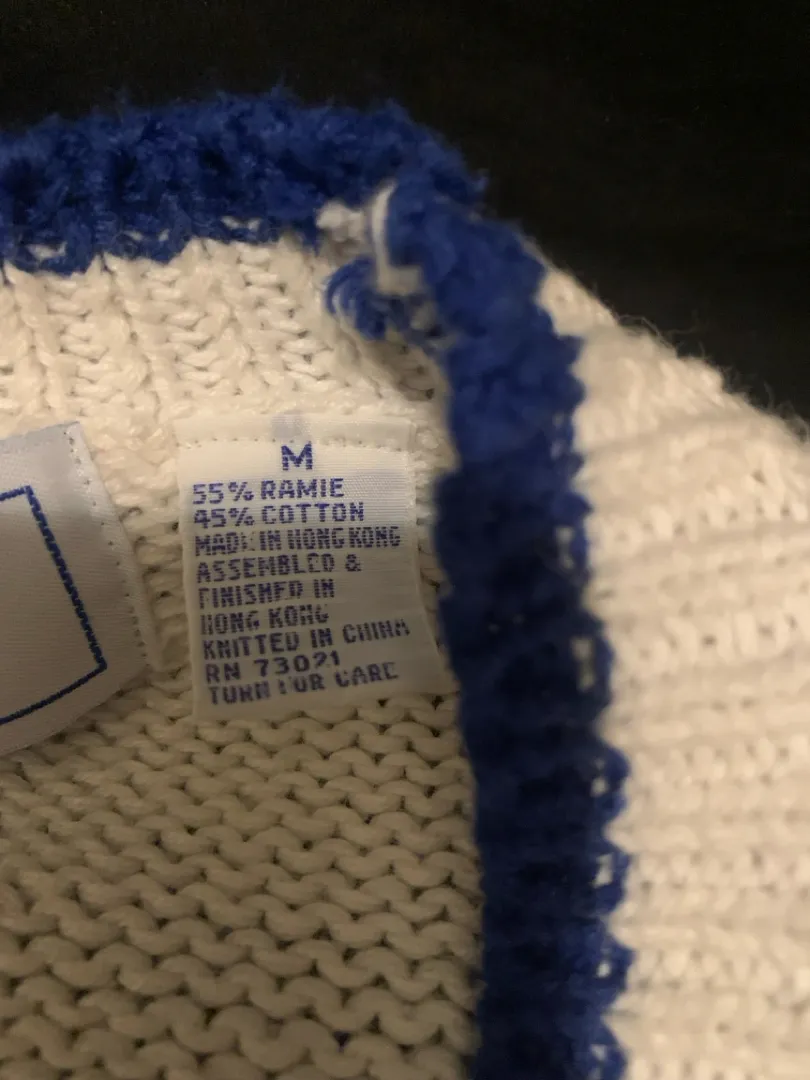 M
55% RAMIE
45% COTTON
MADE IN HONG KONG
ASSEMBLED &
FINISHED IN
HONG KONG
KNITTED IN CHINA
RN 73021
TURN FOR CARE